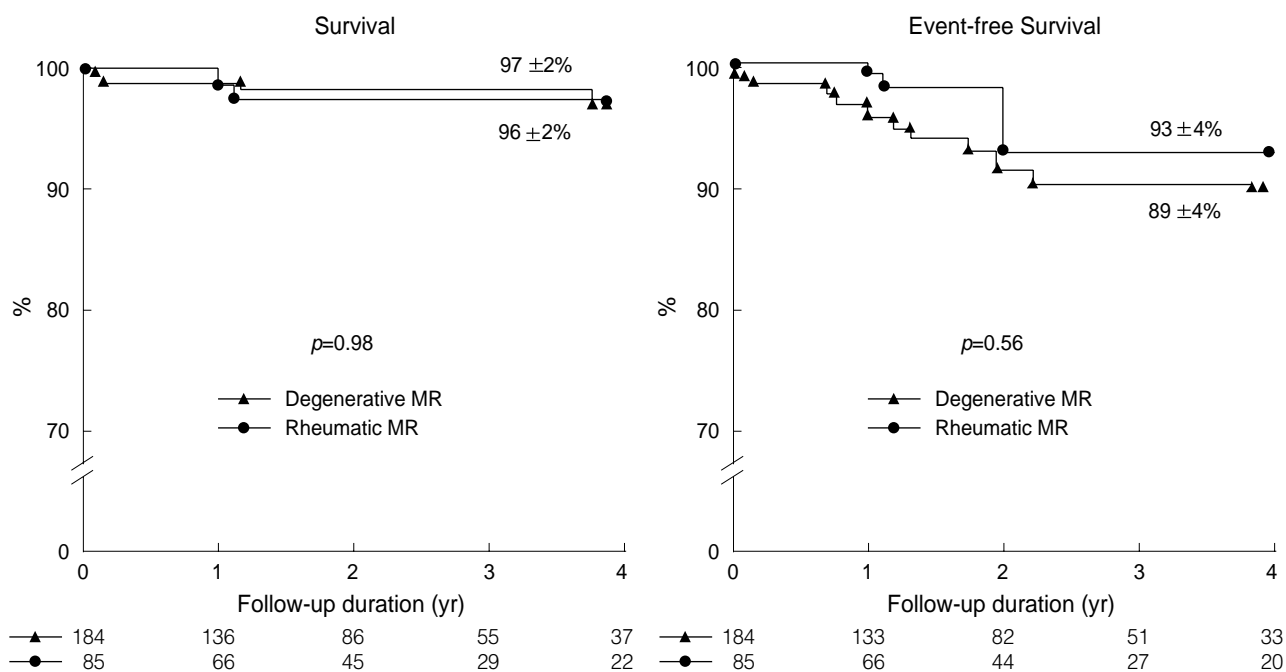 Survival
100
90
80
70
0
%
97 ±2%
96 ±2%
p=0.98
Degenerative MR
Rheumatic MR
0 1 2 3 4
Follow-up duration (yr)
184 136 86 55 37
85 66 45 29 22
Event-free Survival
100
90
80
70
0
%
93 ±4%
89 ±4%
p=0.56
Degenerative MR
Rheumatic MR
0 1 2 3 4
Follow-up duration (yr)
184 133 82 51 33
85 66 44 27 20